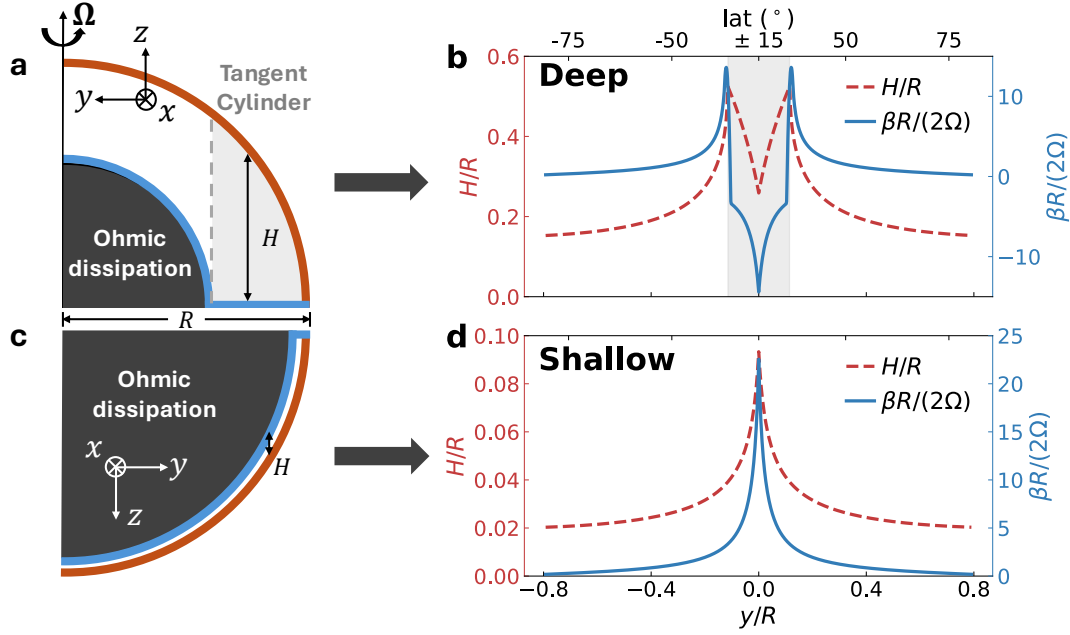 Ω
a
z
y
x
Tangent
Cylinder
H
Ohmic
dissipation
R
c
Ohmic
dissipation
x
y
z
H
lat (°)
-75
-50
± 15
50
75
b
Deep
H/R
βR/(2Ω)
0.6
0.4
0.2
0.0
H/R
10
0
−10
βR/(2Ω)
d
Shallow
H/R
βR/(2Ω)
0.10
0.08
0.06
0.04
0.02
0.00
H/R
25
20
15
10
5
0
βR/(2Ω)
−0.8
−0.4
0.0
0.4
0.8
y/R